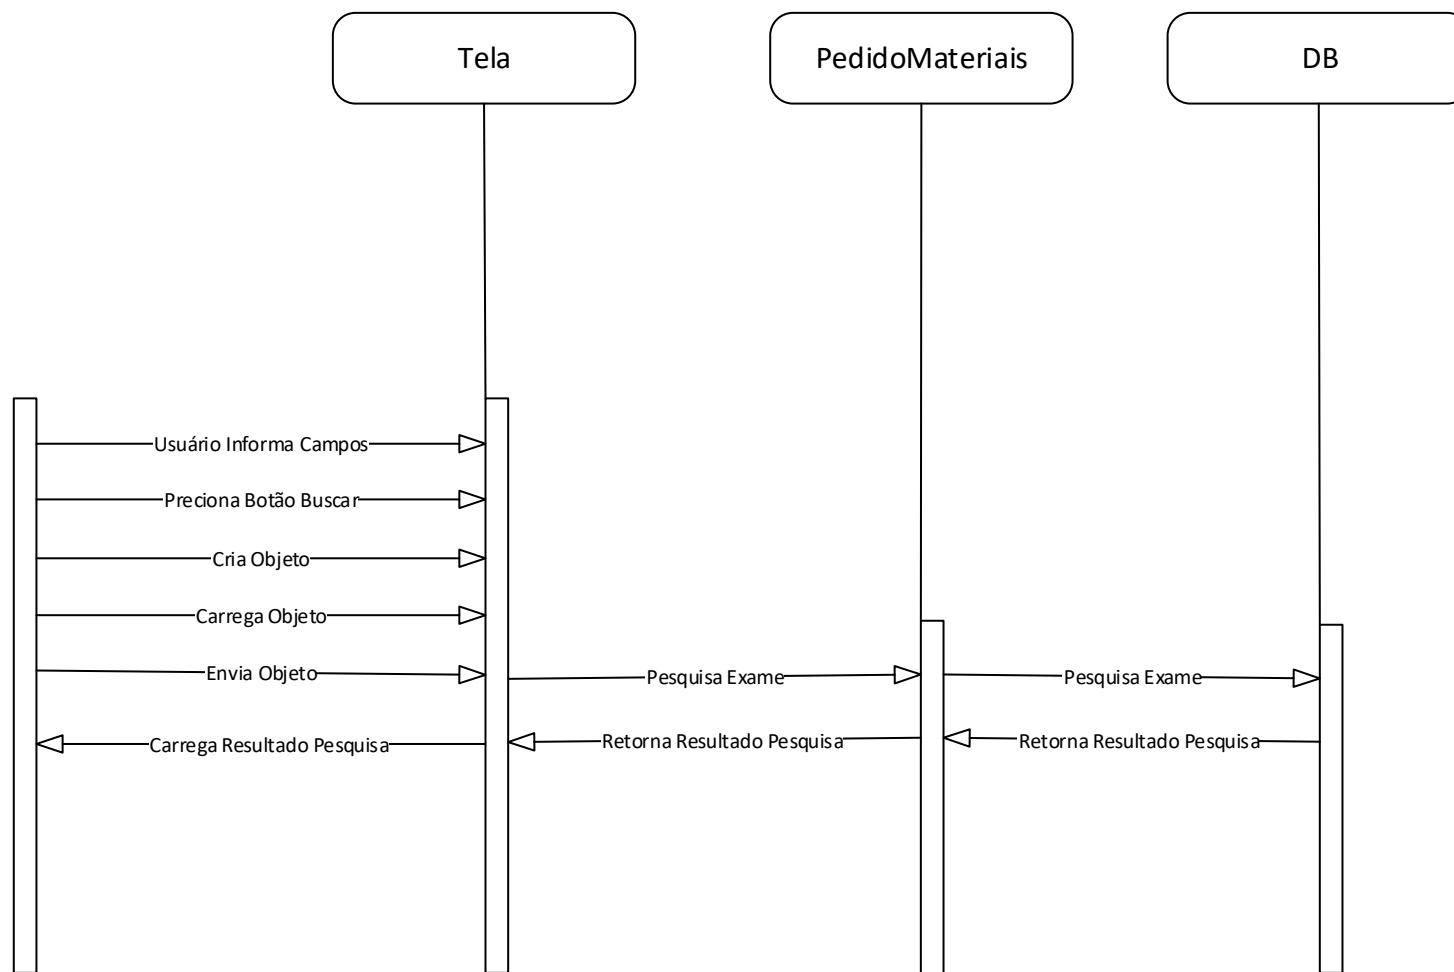 Tela
PedidoMateriais
DB
Usuário Informa Campos
Preciona Botão Buscar
Cria Objeto
Carrega Objeto
Envia Objeto
Pesquisa Exame
Pesquisa Exame
Carrega Resultado Pesquisa
Retorna Resultado Pesquisa
Retorna Resultado Pesquisa